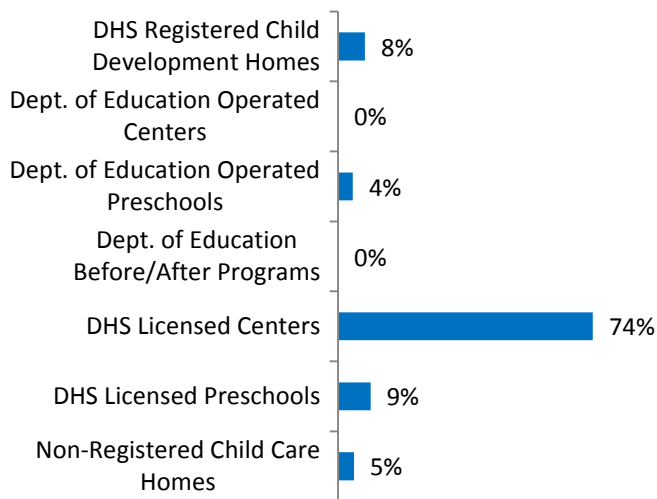 DHS Registered Child
Development Homes
8%
Dept. of Education Operated
Centers
0%
Dept. of Education Operated
Preschools
4%
Dept. of Education
Before/After Programs
0%
DHS Licensed Centers
74%
DHS Licensed Preschools
9%
Non-Registered Child Care
Homes
5%